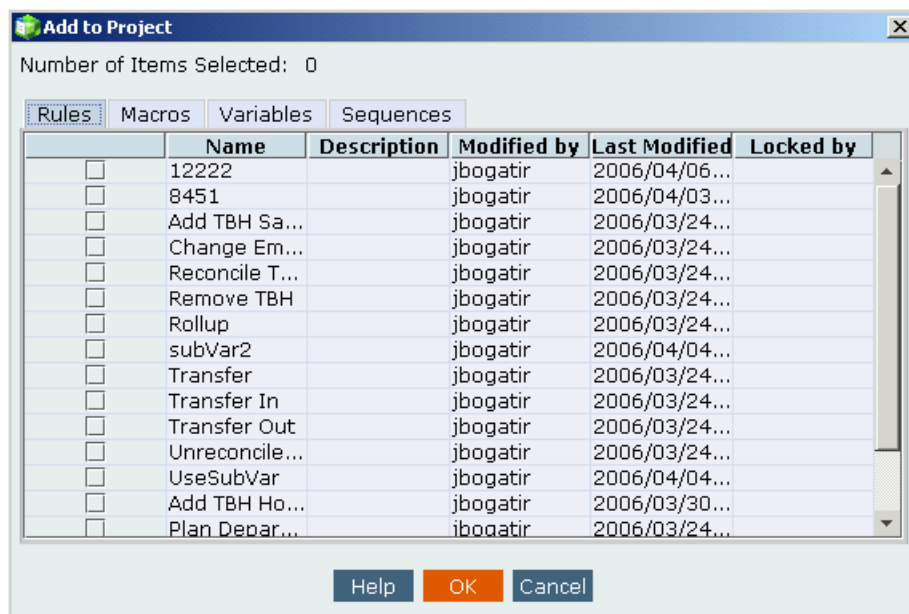 Add to Project
Number of Items Selected: 0
Rules Macros Variables Sequences
Name Description Modified by Last Modified Locked by
12222 jbogatir 2006/04/06...
8451 jbogatir 2006/04/03...
Add TBH Sa... jbogatir 2006/03/24...
Change Em... jbogatir 2006/03/24...
Reconcile T... jbogatir 2006/03/24...
Remove TBH jbogatir 2006/03/24...
Rollup jbogatir 2006/03/24...
subVar2 jbogatir 2006/04/04...
Transfer jbogatir 2006/03/24...
Transfer In jbogatir 2006/03/24...
Transfer Out jbogatir 2006/03/24...
Unreconcile... jbogatir 2006/03/24...
UseSubVar jbogatir 2006/04/04...
Add TBH Ho... jbogatir 2006/03/30...
Plan Depar... jbogatir 2006/03/24...
Help OK Cancel